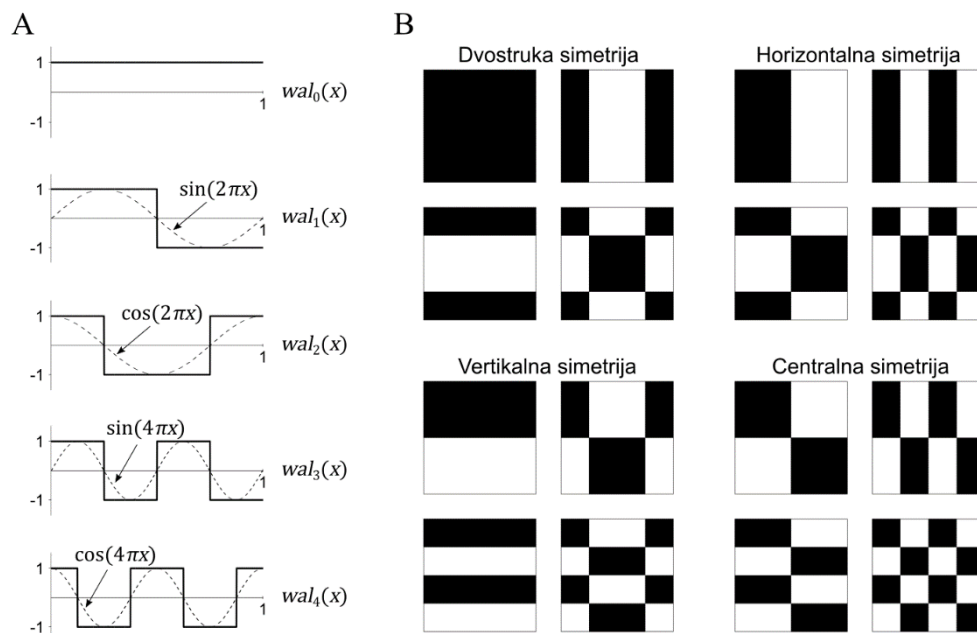 A
1
-1
1
wal₀(x)
1
-1
sin(2πx)
1
wal₁(x)
1
-1
cos(2πx)
1
wal₂(x)
1
-1
sin(4πx)
1
wal₃(x)
1
-1
cos(4πx)
1
wal₄(x)
B
Dvostruka simetrija
Horizontalna simetrija
Vertikalna simetrija
Centralna simetrija